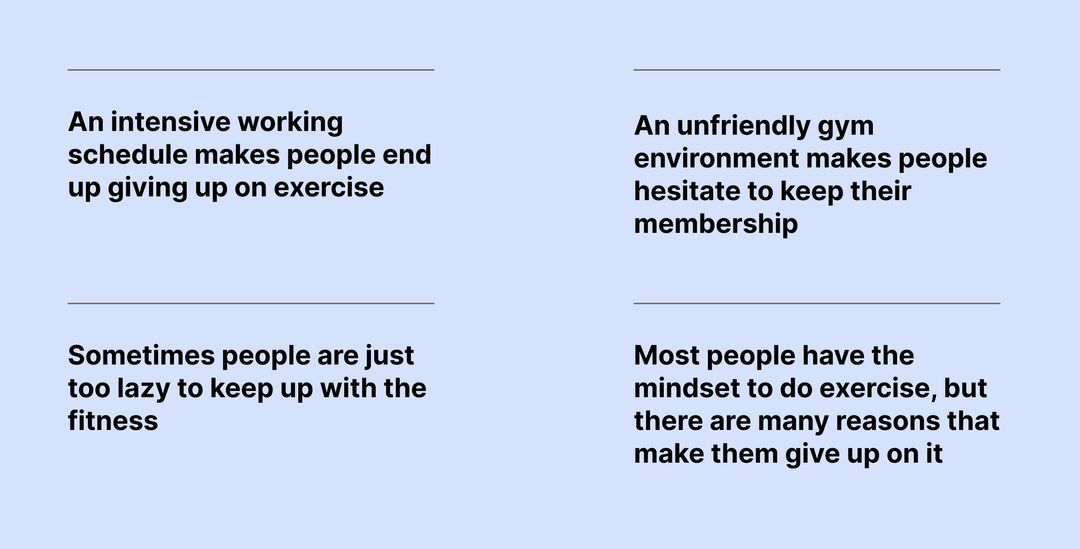 An intensive working
schedule makes people end
up giving up on exercise
An unfriendly gym
environment makes people
hesitate to keep their
membership
Sometimes people are just
too lazy to keep up with the
fitness
Most people have the
mindset to do exercise, but
there are many reasons that
make them give up on it